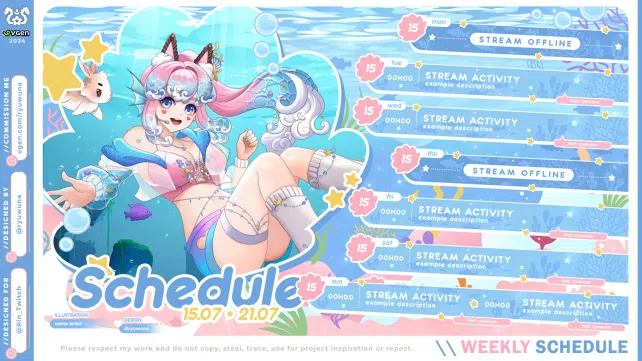 vgen
2024
//COMMISSION ME
vgen.com/ryuwuna
//DESIGNED BY
@ryuwuna
//DESIGNED FOR
@Rin_Twitch
15
mon
STREAM OFFLINE
15
tue
00H00
STREAM ACTIVITY
example description
15
wed
00H00
STREAM ACTIVITY
example description
15
thu
STREAM OFFLINE
15
fri
00H00
STREAM ACTIVITY
example description
15
sat
00H00
STREAM ACTIVITY
example description
15
sun
00H00
STREAM ACTIVITY
example description
00H00
STREAM ACTIVITY
example description
Schedule
15.07 • 21.07
ILLUSTRATION
name artist
DESIGN
@ryuwuna
Please respect my work and do not copy, steal, trace, use for project inspiration or repost.
\\ WEEKLY SCHEDULE